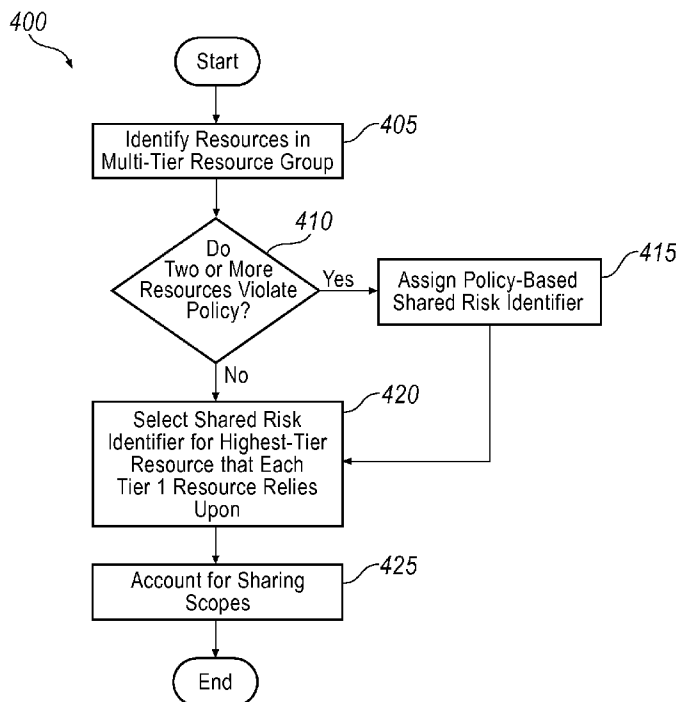 400
Start
405
Identify Resources in
Multi-Tier Resource Group
410
Do
Two or More
Resources Violate
Policy?
Yes
415
Assign Policy-Based
Shared Risk Identifier
No
420
Select Shared Risk
Identifier for Highest-Tier
Resource that Each
Tier 1 Resource Relies
Upon
425
Account for Sharing
Scopes
End